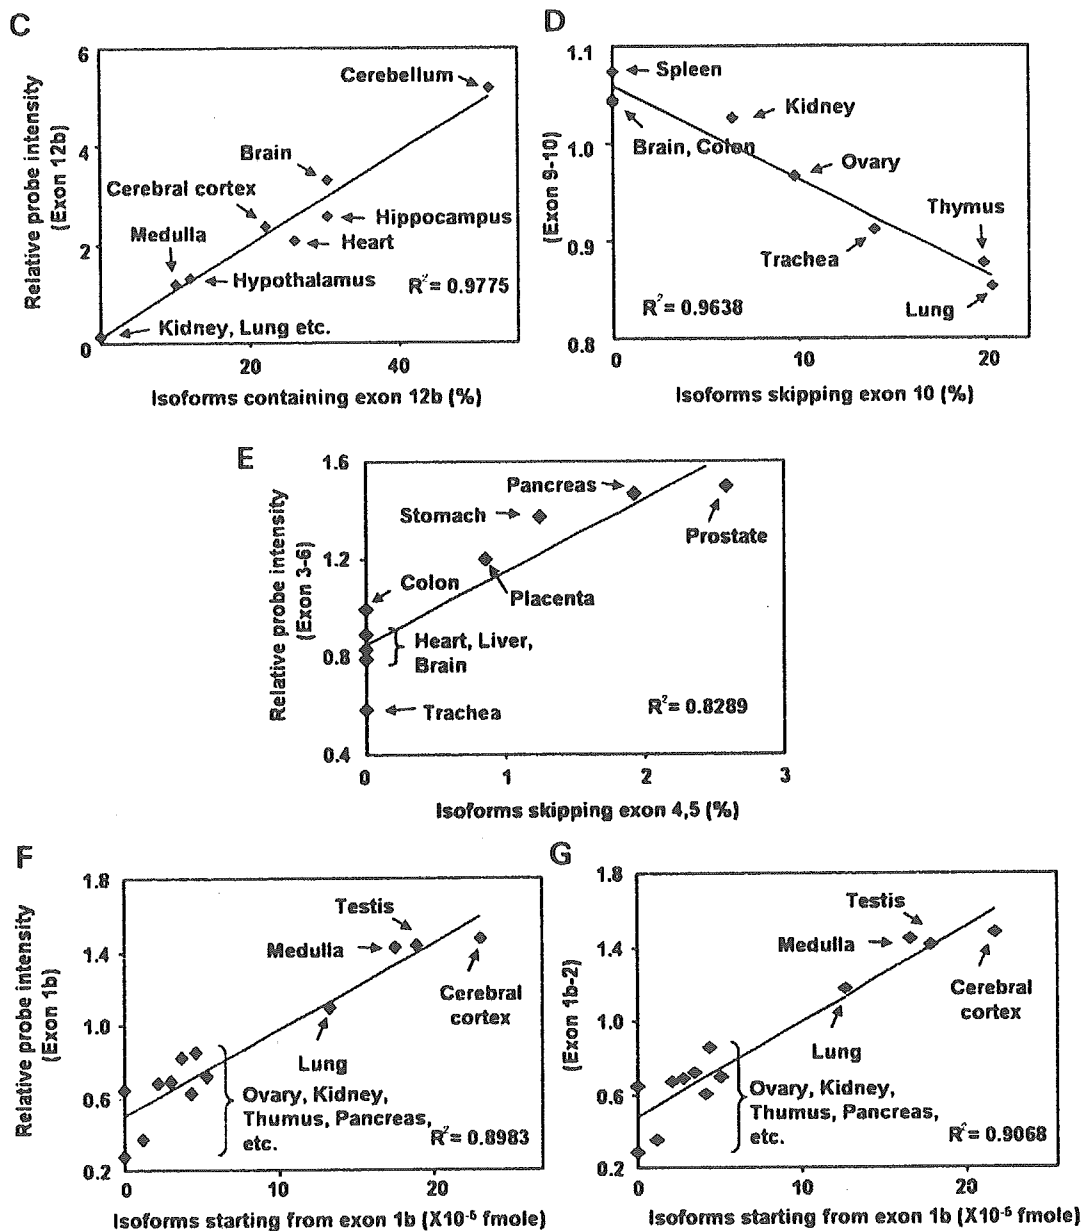 C
Relative probe intensity
(Exon 12b)
6
4
2
0
20
40
Cerebellum
Brain
Cerebral cortex
Hippocampus
Medulla
Heart
Hypothalamus
R²= 0.9775
Kidney, Lung etc.
Isoforms containing exon 12b (%)
D
(Exon 9-10)
1.1
1.0
0.9
0.8
0
10
20
Spleen
Kidney
Brain, Colon
Ovary
Thymus
Trachea
R²= 0.9638
Lung
Isoforms skipping exon 10 (%)
E
Relative probe intensity
(Exon 3-6)
1.6
1.2
0.8
0.4
0
1
2
3
Pancreas
Stomach
Prostate
Colon
Placenta
Heart, Liver,
Brain
R²= 0.8289
Trachea
Isoforms skipping exon 4,5 (%)
F
Relative probe intensity
(Exon 1b)
1.8
1.4
1.0
0.6
0.2
0
10
20
Testis
Medulla
Cerebral
cortex
Lung
Ovary, Kidney,
Thumus, Pancreas,
etc.
R²= 0.8983
Isoforms starting from exon 1b (X10⁻⁵ fmole)
G
(Exon 1b-2)
1.8
1.4
1.0
0.6
0.2
0
10
20
Testis
Medulla
Cerebral
cortex
Lung
Ovary, Kidney,
Thumus, Pancreas,
etc.
R²= 0.9068
Isoforms starting from exon 1b (X10⁻⁵ fmole)